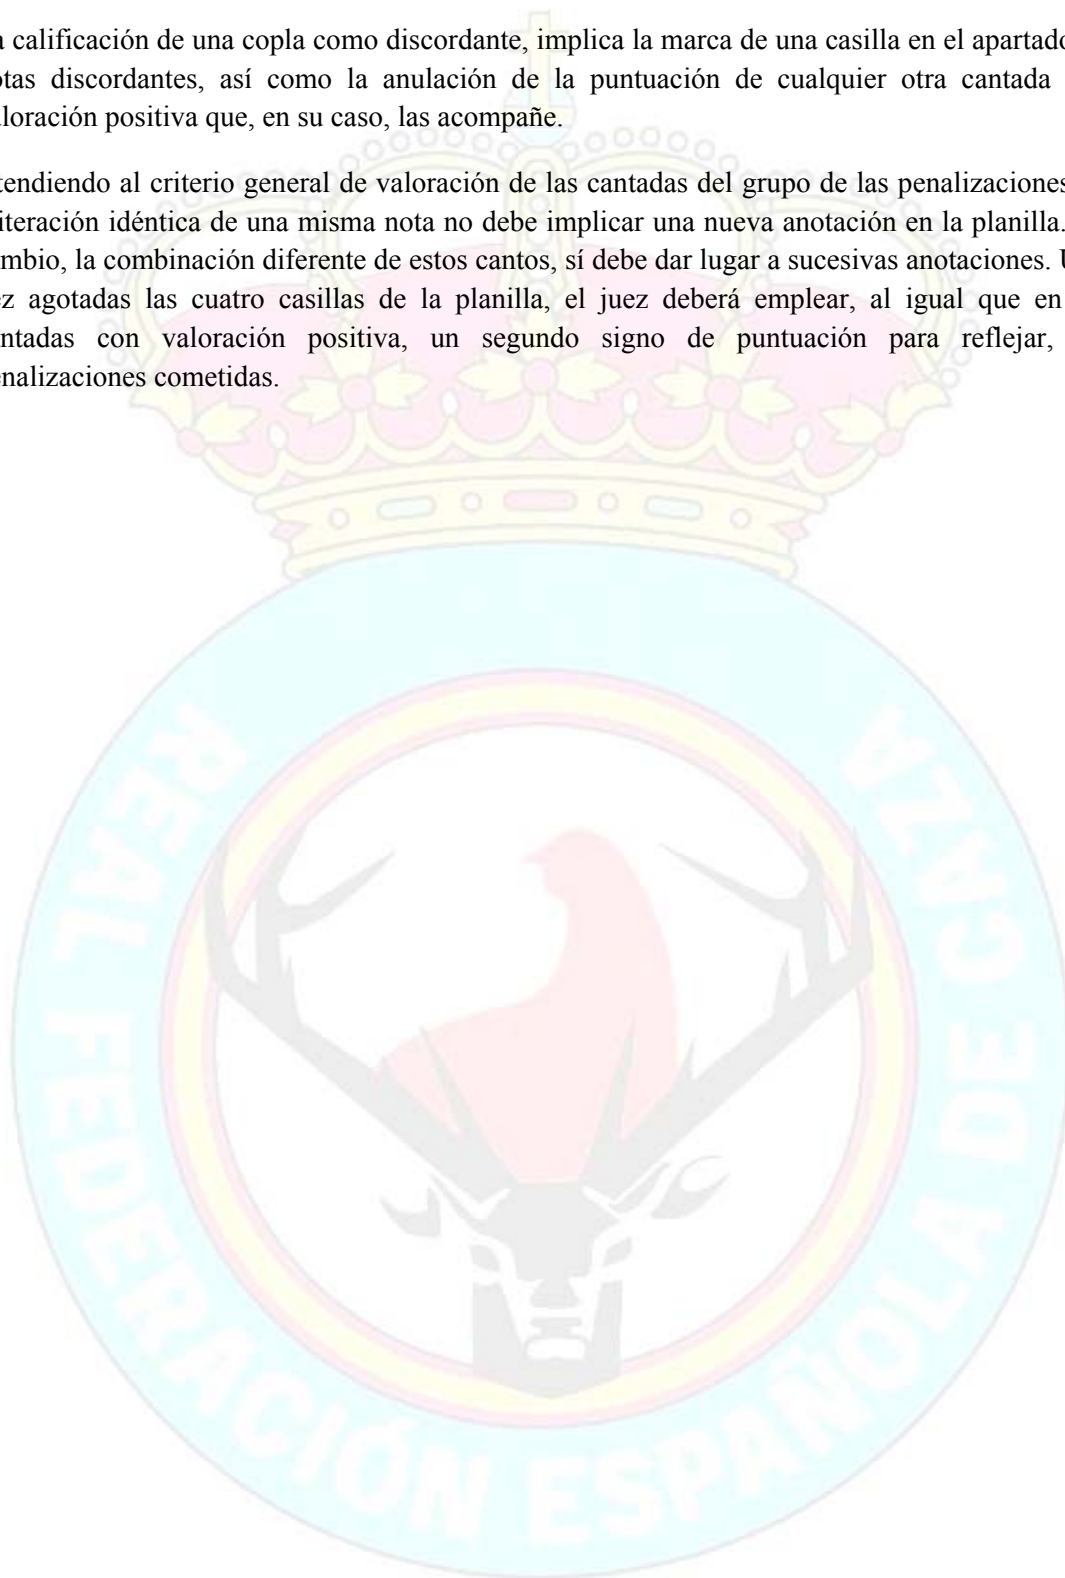 a calificación de una copla como discordante, implica la marca de una casilla en el apartado
otas discordantes, así como la anulación de la puntuación de cualquier otra cantada
aloración positiva que, en su caso, las acompañe.
tendiendo al criterio general de valoración de las cantadas del grupo de las penalizaciones
iteración idéntica de una misma nota no debe implicar una nueva anotación en la planilla.
mbio, la combinación diferente de estos cantos, sí debe dar lugar a sucesivas anotaciones. U
ez agotadas las cuatro casillas de la planilla, el juez deberá emplear, al igual que en
ntadas con valoración positiva, un segundo signo de puntuación para reflejar,
enalizaciones cometidas.
REAL FEDERACIÓN ESPAÑOLA DE CAZA